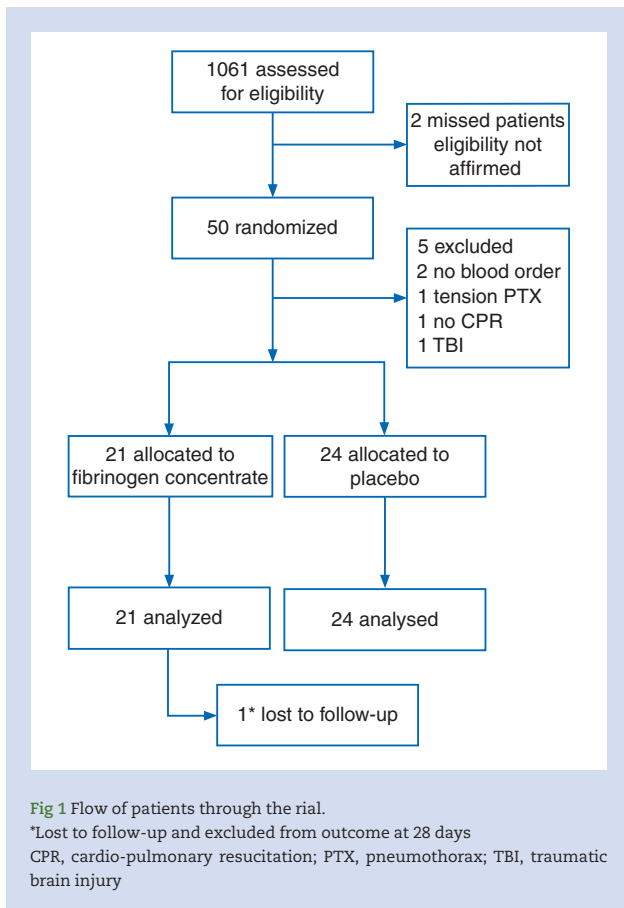 1061 assessed
for eligibility
2 missed patients
eligibility not
affirmed
50 randomized
5 excluded
2 no blood order
1 tension PTX
1 no CPR
1 TBI
21 allocated to
fibrinogen concentrate
24 allocated to
placebo
21 analyzed
24 analysed
1* lost to follow-up
Fig 1 Flow of patients through the rial.
*Lost to follow-up and excluded from outcome at 28 days
CPR, cardio-pulmonary resucitation; PTX, pneumothorax; TBI, traumatic
brain injury